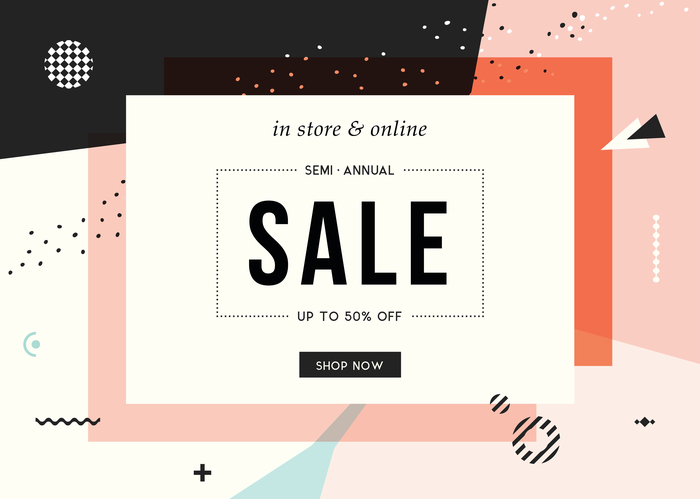 in store & online
SEMI · ANNUAL
SALE
UP TO 50% OFF
SHOP NOW